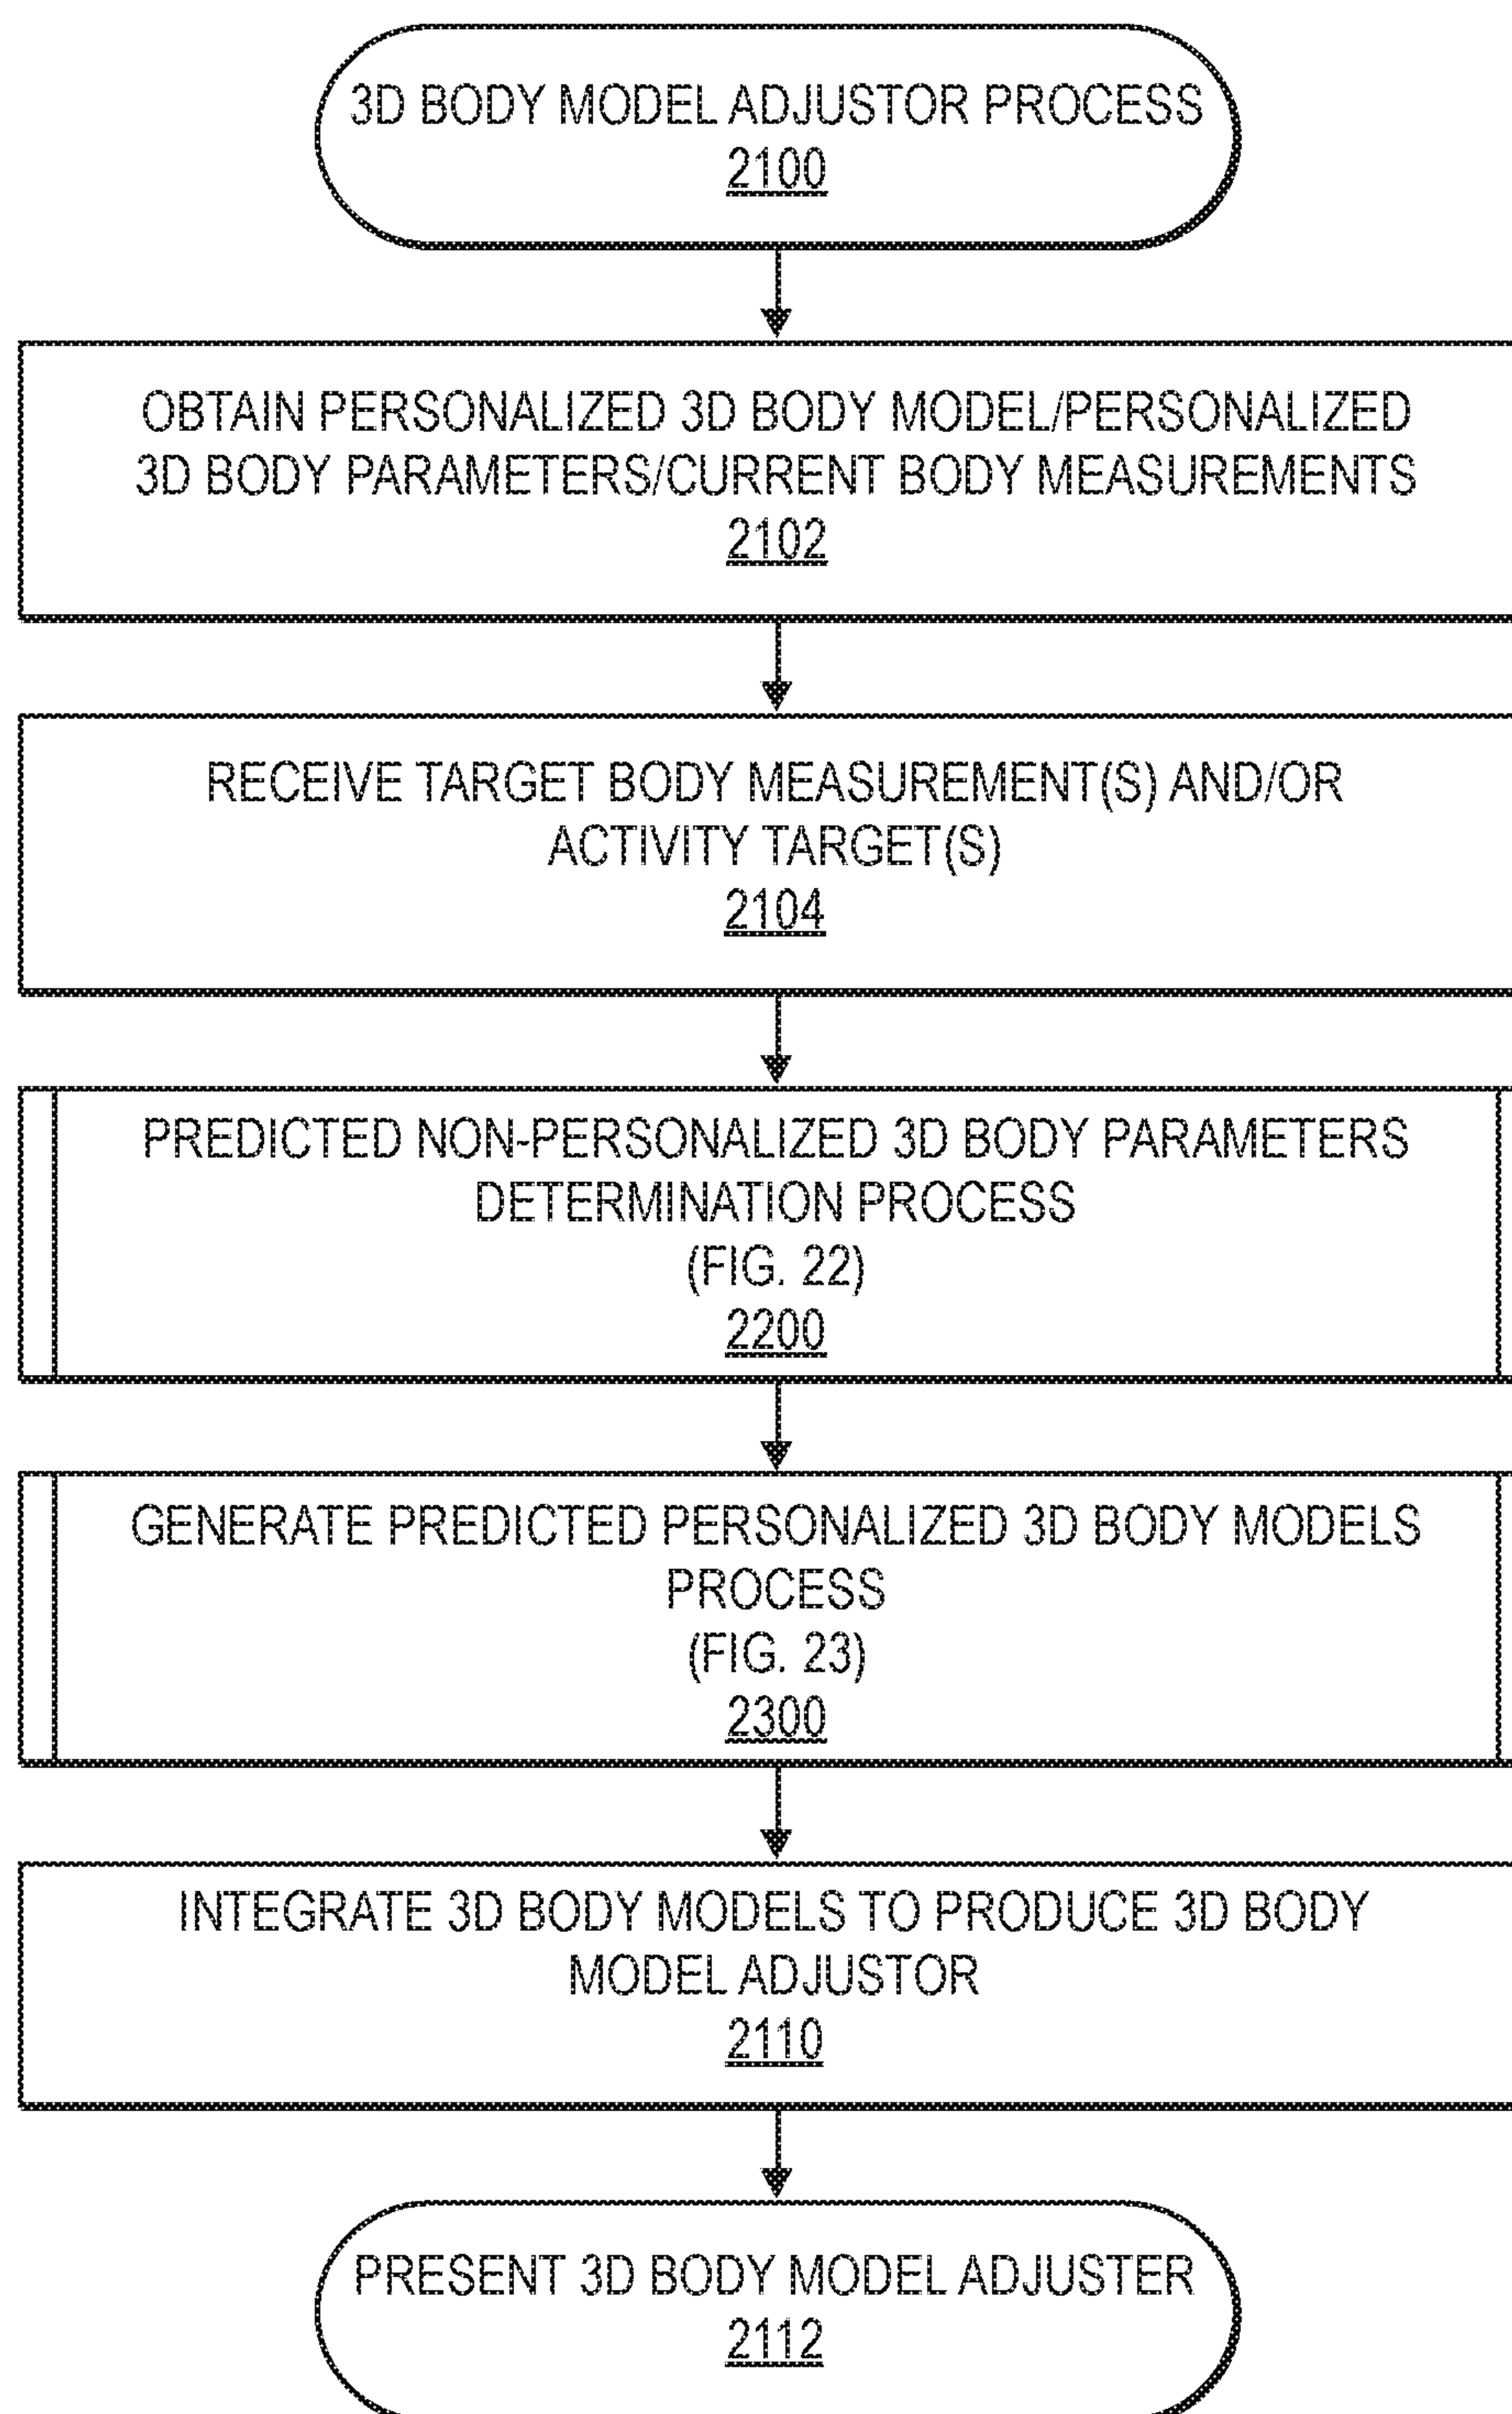 3D BODY MODEL ADJUSTOR PROCESS
2100
OBTAIN PERSONALIZED 3D BODY MODEL/PERSONALIZED
3D BODY PARAMETERS/CURRENT BODY MEASUREMENTS
2102
RECEIVE TARGET BODY MEASUREMENT(S) AND/OR
ACTIVITY TARGET(S)
2104
PREDICTED NON-PERSONALIZED 3D BODY PARAMETERS
DETERMINATION PROCESS
(FIG. 22)
2200
GENERATE PREDICTED PERSONALIZED 3D BODY MODELS
PROCESS
(FIG. 23)
2300
INTEGRATE 3D BODY MODELS TO PRODUCE 3D BODY
MODEL ADJUSTOR
2110
PRESENT 3D BODY MODEL ADJUSTER
2112